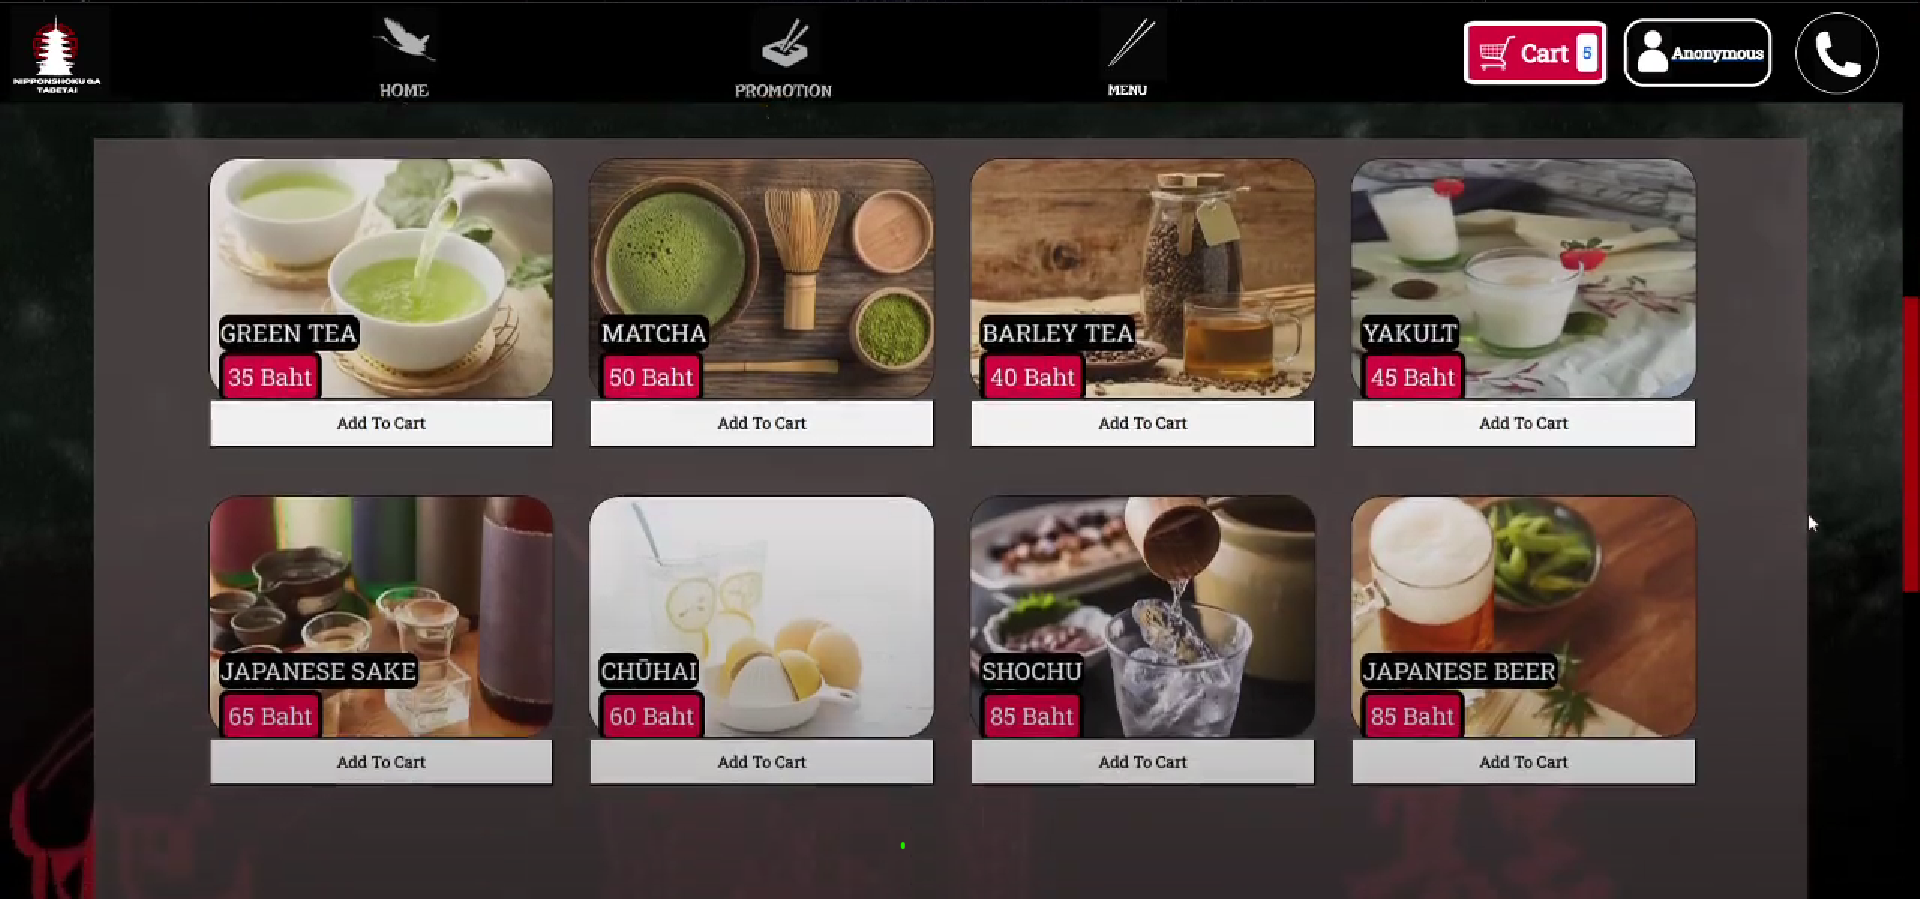 NIPPONSHOKU GA
TABETAI
HOME
PROMOTION
MENU
Cart 5
Anonymous
GREEN TEA
35 Baht
Add To Cart
MATCHA
50 Baht
Add To Cart
BARLEY TEA
40 Baht
Add To Cart
YAKULT
45 Baht
Add To Cart
JAPANESE SAKE
65 Baht
Add To Cart
CHŪHAI
60 Baht
Add To Cart
SHOCHU
85 Baht
Add To Cart
JAPANESE BEER
85 Baht
Add To Cart